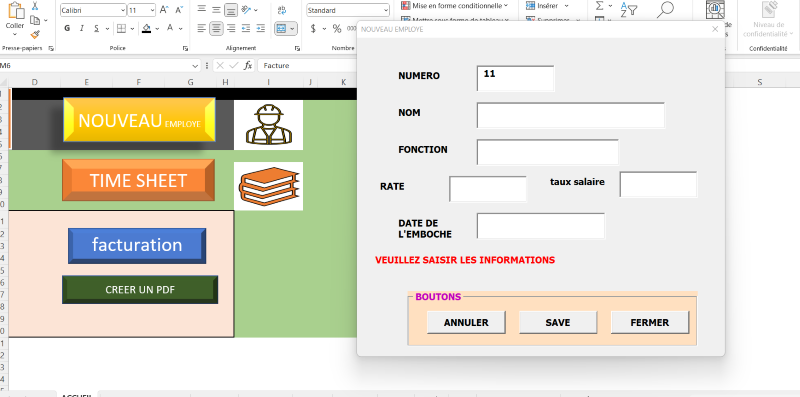 Coller
Presse-papiers
Calibri
11
G I S
Police
Alignement
$ % 000
Nombre
Mise en forme conditionnelle
Mettre sous forme de tableau
Insérer
Supprimer
Niveau de
confidentialité
Confidentialité
M6
fx Facture
D E F G H I J K S
NOUVEAU EMPLOYE
TIME SHEET
facturation
CREER UN PDF
ACCUEIL
NOUVEAU EMPLOYE
NUMERO 11
NOM
FONCTION
RATE taux salaire
DATE DE
L'EMBOCHE
VEUILLEZ SAISIR LES INFORMATIONS
BOUTONS
ANNULER SAVE FERMER